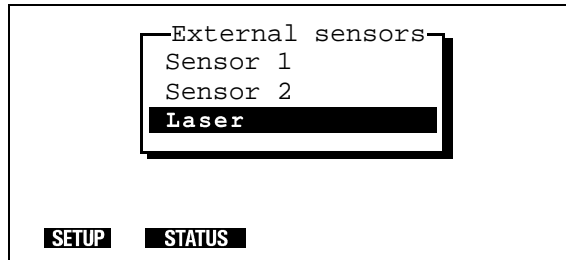 External sensors
Sensor 1
Sensor 2
Laser
SETUP STATUS